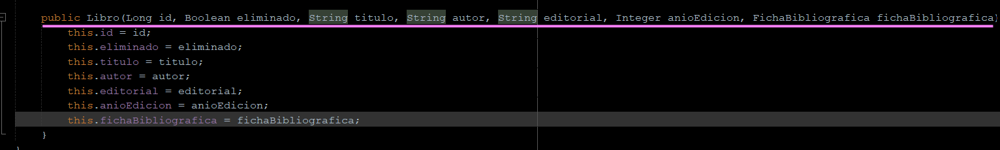 public Libro(Long id, Boolean eliminado, String titulo, String autor, String editorial, Integer anioEdicion, FichaBibliografica fichaBibliografica)
this.id = id;
this.eliminado = eliminado;
this.titulo = titulo;
this.autor = autor;
this.editorial = editorial;
this.anioEdicion = anioEdicion;
this.fichaBibliografica = fichaBibliografica;
}
}